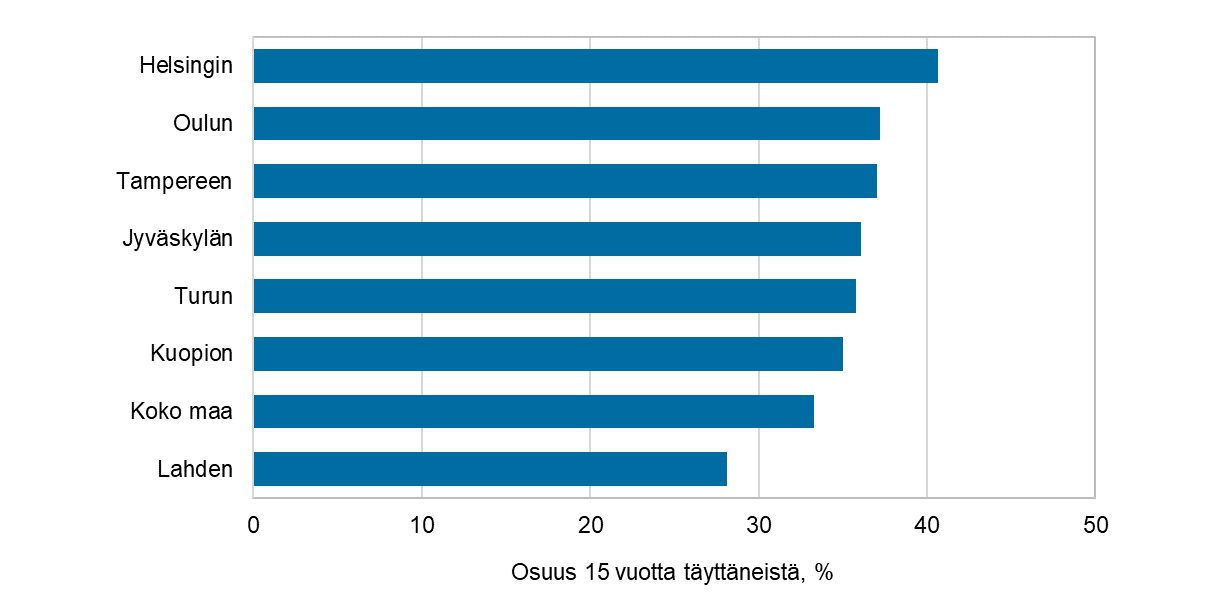 Helsingin
Oulun
Tampereen
Jyväskylän
Turun
Kuopion
Koko maa
Lahden
0 10 20 30 40 50
Osuus 15 vuotta täyttäneistä, %